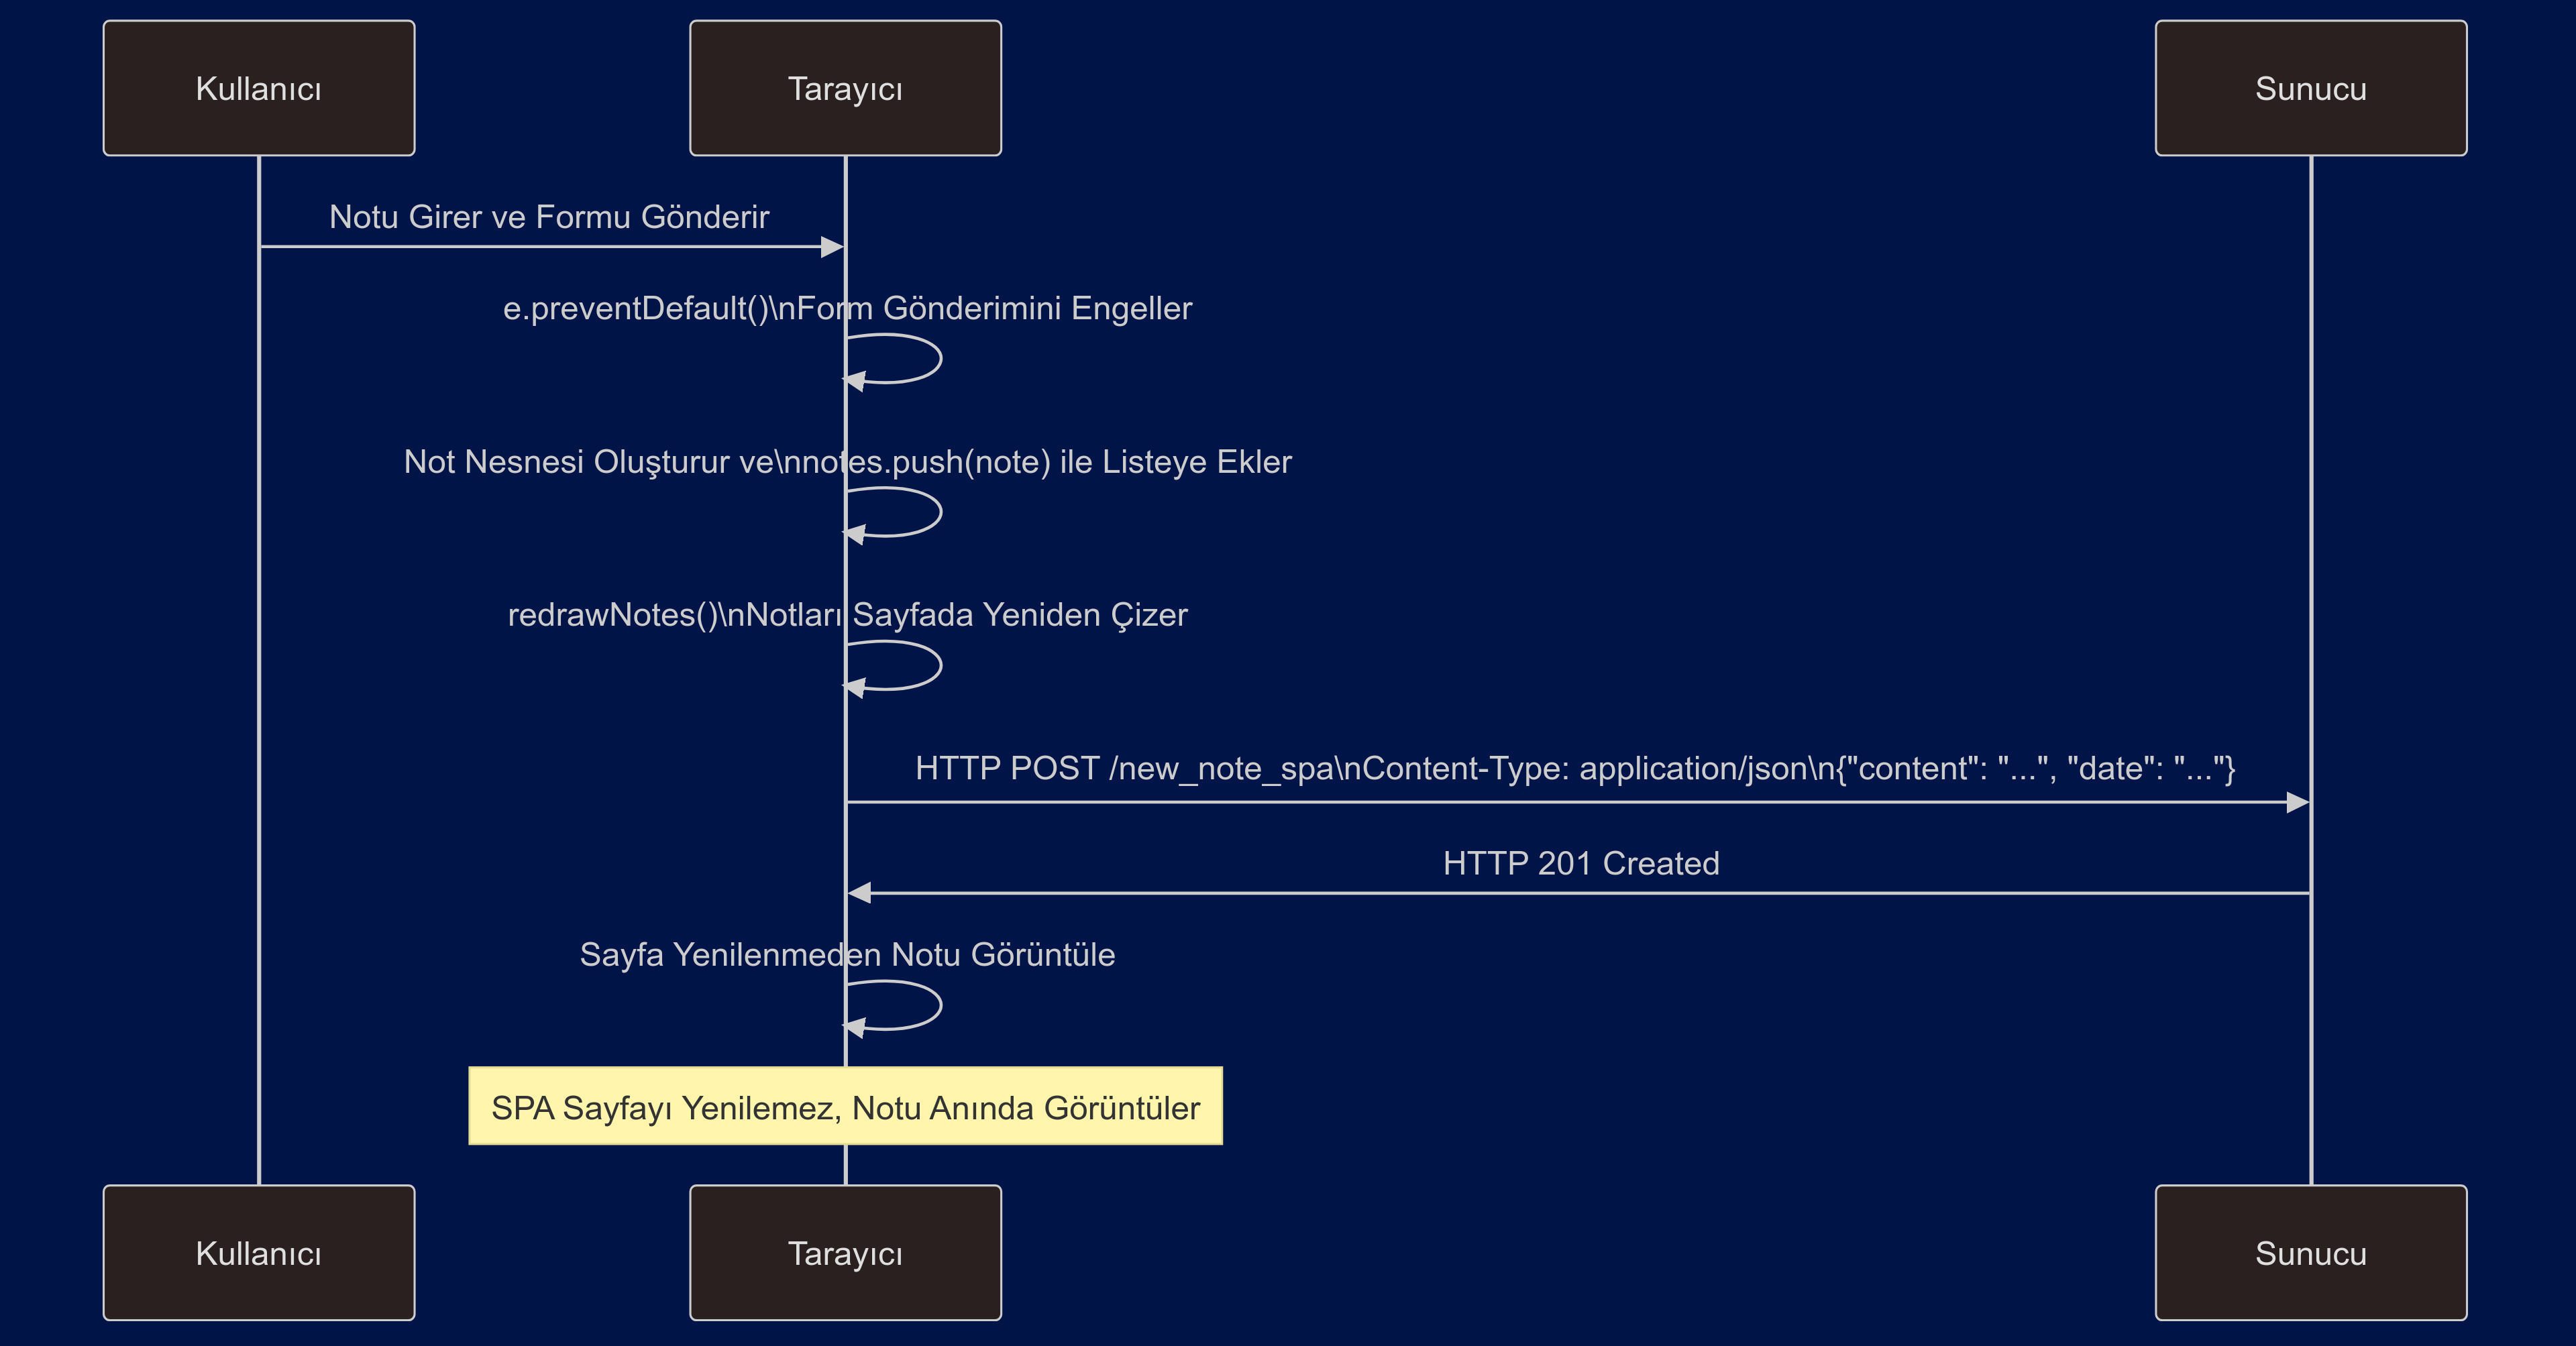 Kullanıcı
Tarayıcı
Sunucu
Notu Girer ve Formu Gönderir
e.preventDefault()\nForm Gönderimini Engeller
Not Nesnesi Oluşturur ve\nnotes.push(note) ile Listeye Ekler
redrawNotes()\nNotları Sayfada Yeniden Çizer
HTTP POST /new_note_spa\nContent-Type: application/json\n{"content": "...", "date": "..."}
HTTP 201 Created
Sayfa Yenilenmeden Notu Görüntüle
SPA Sayfayı Yenilemez, Notu Anında Görüntüler
Kullanıcı
Tarayıcı
Sunucu